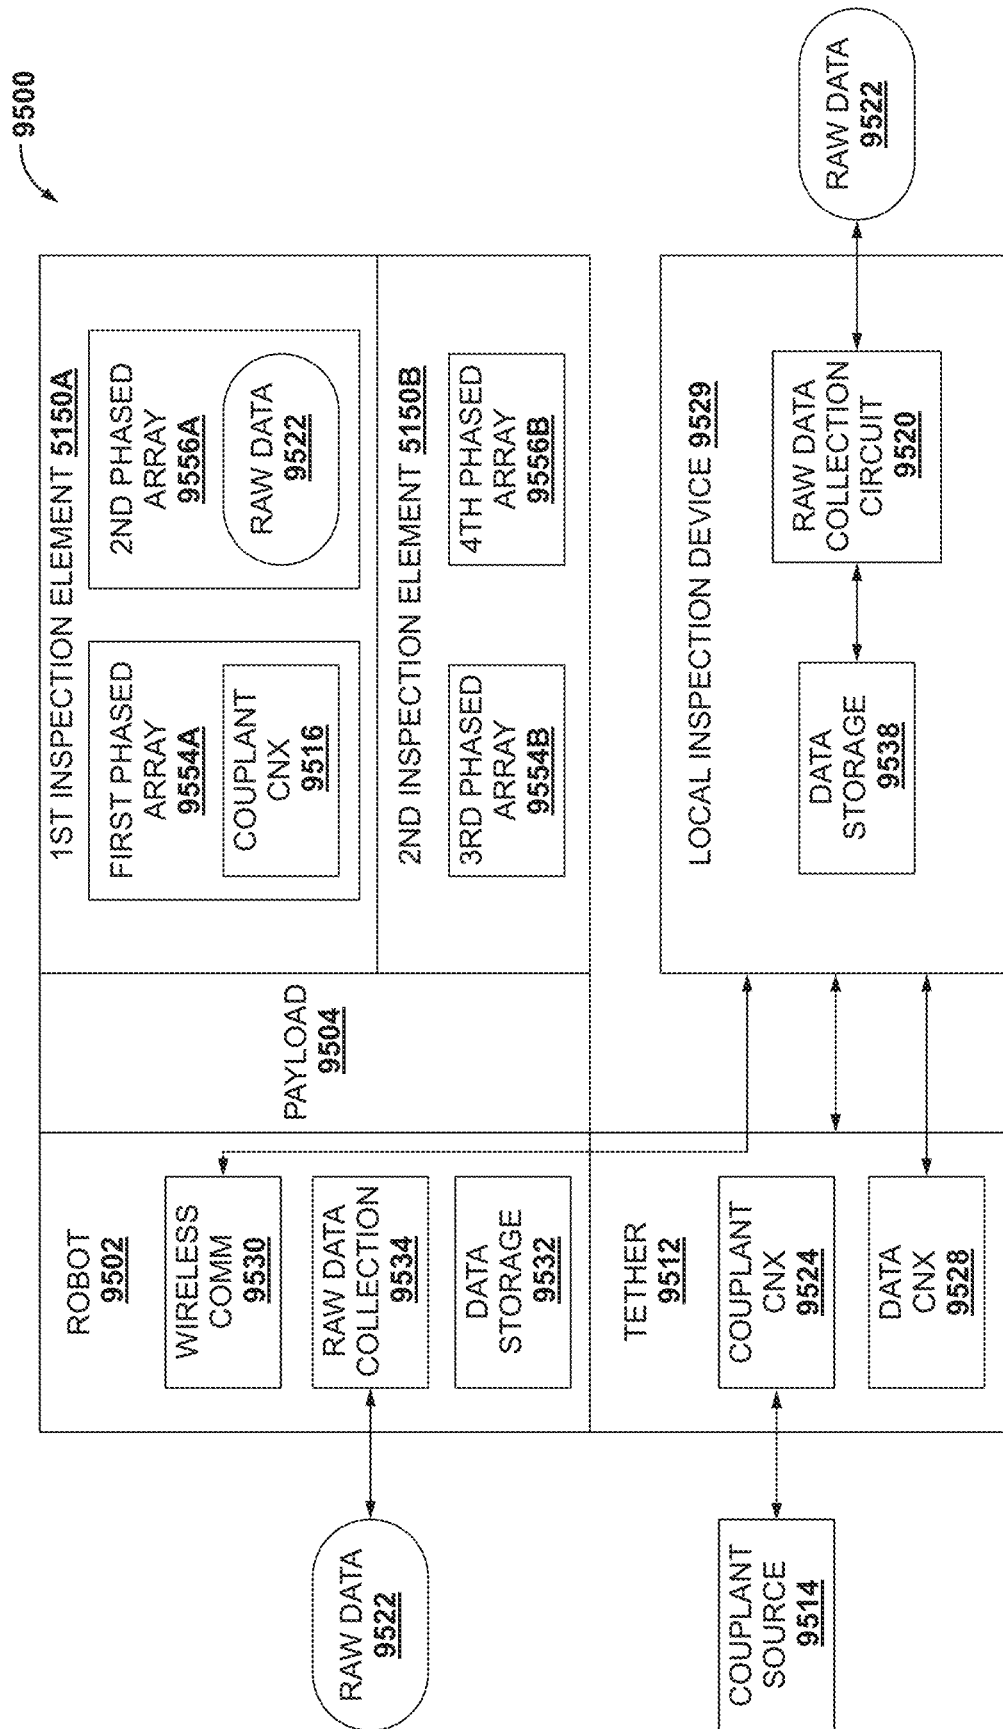 9500
ROBOT
9502
WIRELESS
COMM
9530
RAW DATA
COLLECTION
9534
DATA
STORAGE
9532
PAYLOAD
9504
1ST INSPECTION ELEMENT 5150A
FIRST PHASED
ARRAY
9554A
COUPLANT
CNX
9516
2ND PHASED
ARRAY
9556A
RAW DATA
9522
2ND INSPECTION ELEMENT 5150B
3RD PHASED
ARRAY
9554B
4TH PHASED
ARRAY
9556B
RAW DATA
9522
TETHER
9512
COUPLANT
CNX
9524
DATA
CNX
9528
COUPLANT
SOURCE
9514
LOCAL INSPECTION DEVICE 9529
DATA
STORAGE
9538
RAW DATA
COLLECTION
CIRCUIT
9520
RAW DATA
9522